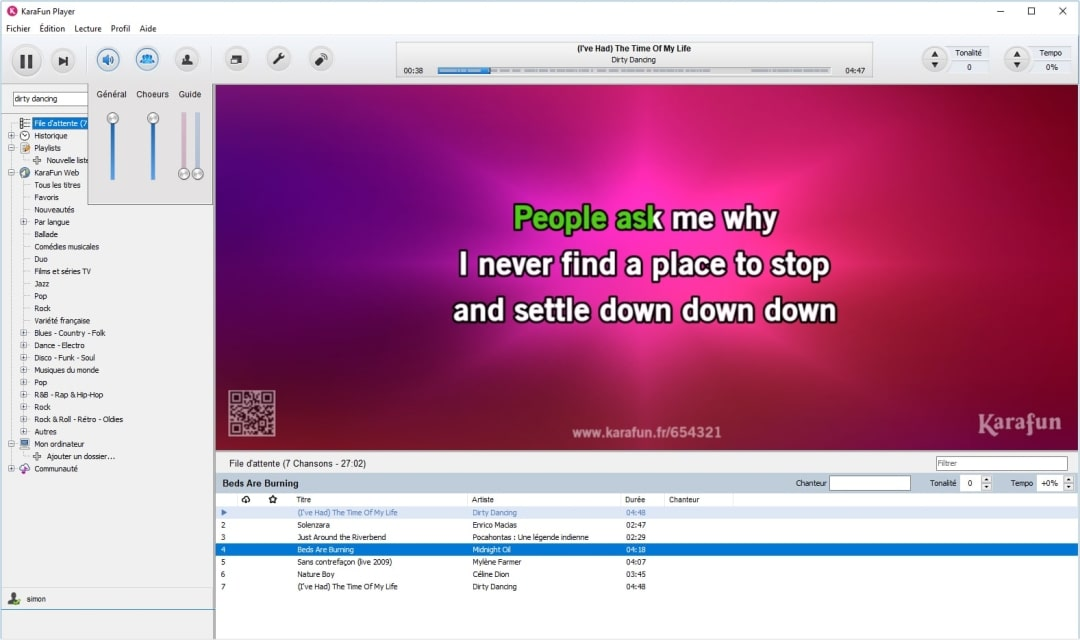 KaraFun Player
Fichier Édition Lecture Profil Aide
(I've Had) The Time Of My Life
Dirty Dancing
00:38
04:47
Tonalité
0
Tempo
0%
dirty dancing
Général Choeurs Guide
File d'attente (7
Historique
Playlists
Nouvelle liste
KaraFun Web
Tous les titres
Favoris
Nouveautés
Par langue
Ballade
Comédies musicales
Duo
Films et séries TV
Jazz
Pop
Rock
Variété française
Blues - Country - Folk
Dance - Electro
Disco - Funk - Soul
Musiques du monde
Pop
R&B - Rap & Hip-Hop
Rock
Rock & Roll - Rétro - Oldies
Autres
Mon ordinateur
Ajouter un dossier...
Communauté
simon
People ask me why
I never find a place to stop
and settle down down down
www.karafun.fr/654321
Karafun
File d'attente (7 Chansons - 27:02)
Filtrer
Beds Are Burning
Chanteur
Tonalité 0
Tempo +0%
Titre Artiste Durée Chanteur
(I've Had) The Time Of My Life Dirty Dancing 04:48
2 Solenzara Enrico Macias 02:47
3 Just Around the Riverbend Pocahontas : Une légende indienne 02:29
4 Beds Are Burning Midnight Oil 04:18
5 Sans contrefaçon (live 2009) Mylène Farmer 04:07
6 Nature Boy Céline Dion 03:45
7 (I've Had) The Time Of My Life Dirty Dancing 04:48